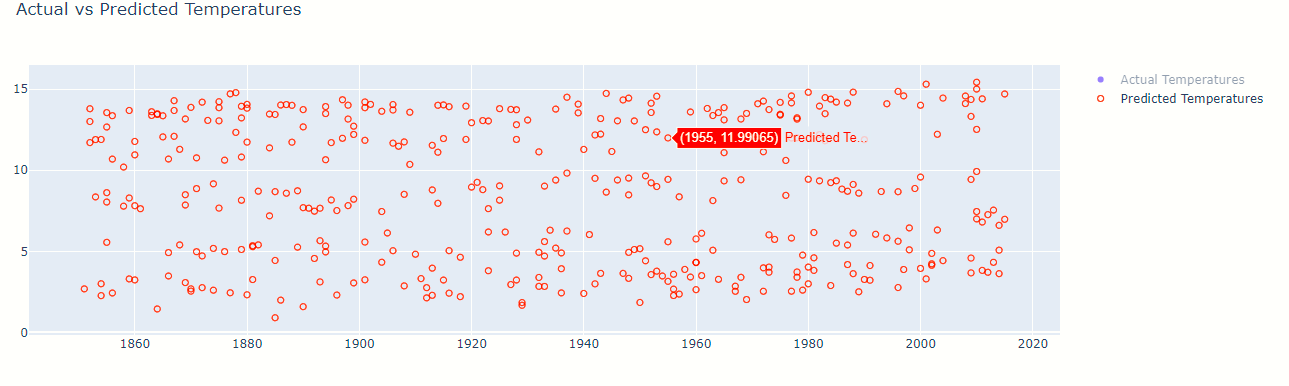 Actual vs Predicted Temperatures
Actual Temperatures
Predicted Temperatures
15
10
5
0
(1955, 11.99065) Predicted Te...
1860 1880 1900 1920 1940 1960 1980 2000 2020